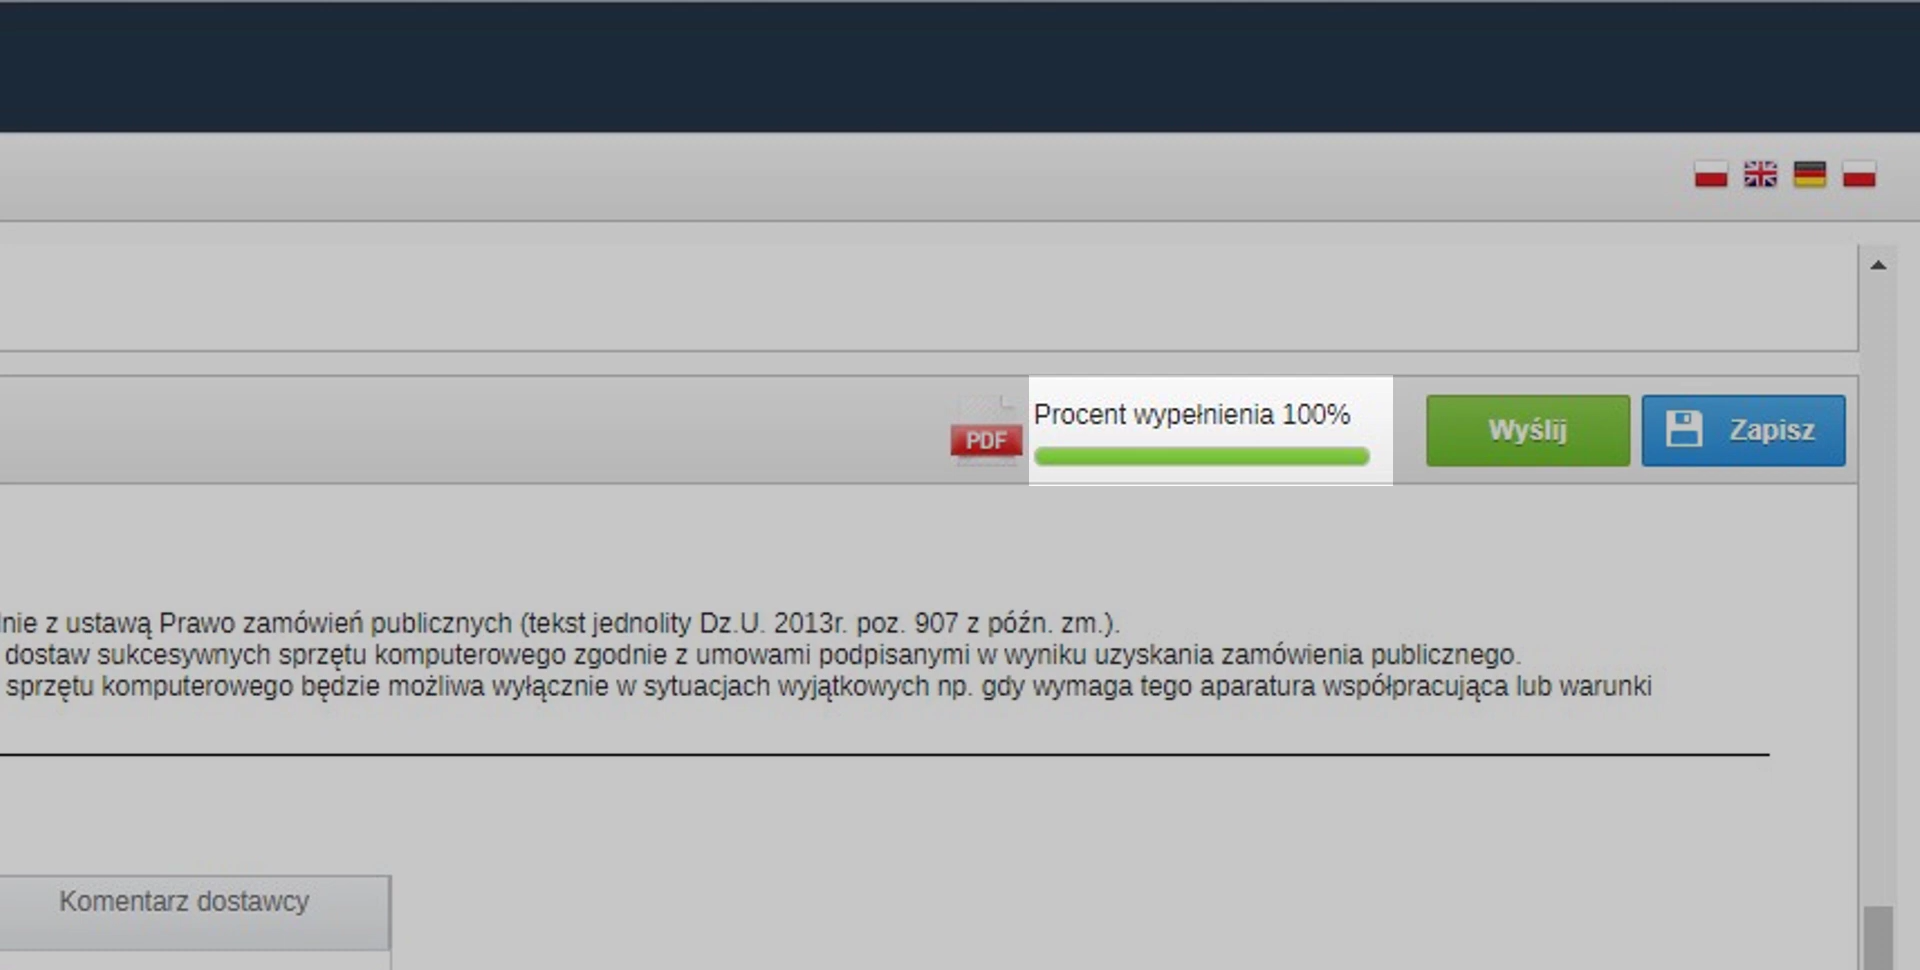 PDF
Procent wypełnienia 100%
Wyślij
Zapisz
nie z ustawą Prawo zamówień publicznych (tekst jednolity Dz.U. 2013r. poz. 907 z późn. zm.).
dostaw sukcesywnych sprzętu komputerowego zgodnie z umowami podpisanymi w wyniku uzyskania zamówienia publicznego.
sprzętu komputerowego będzie możliwa wyłącznie w sytuacjach wyjątkowych np. gdy wymaga tego aparatura współpracująca lub warunki
Komentarz dostawcy